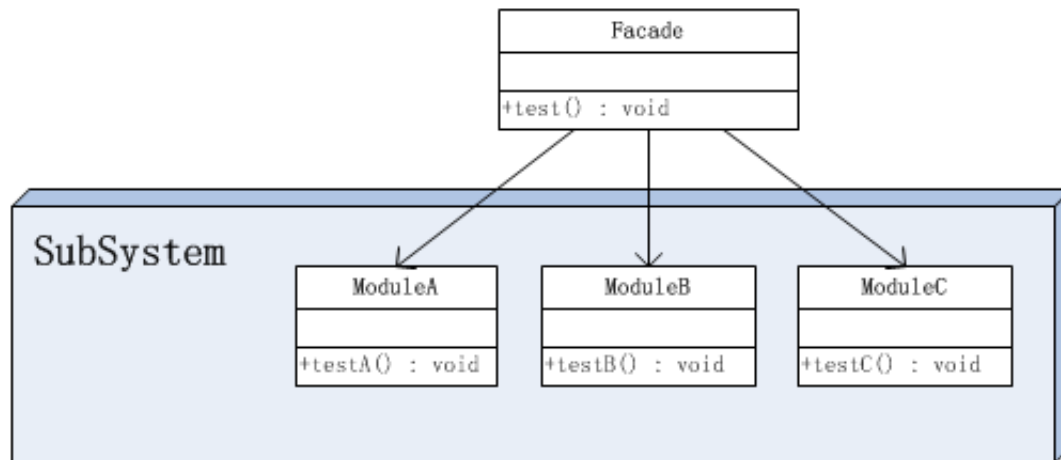 Facade
+test() : void
SubSystem
ModuleA
ModuleB
ModuleC
+testA() : void
+testB() : void
+testC() : void